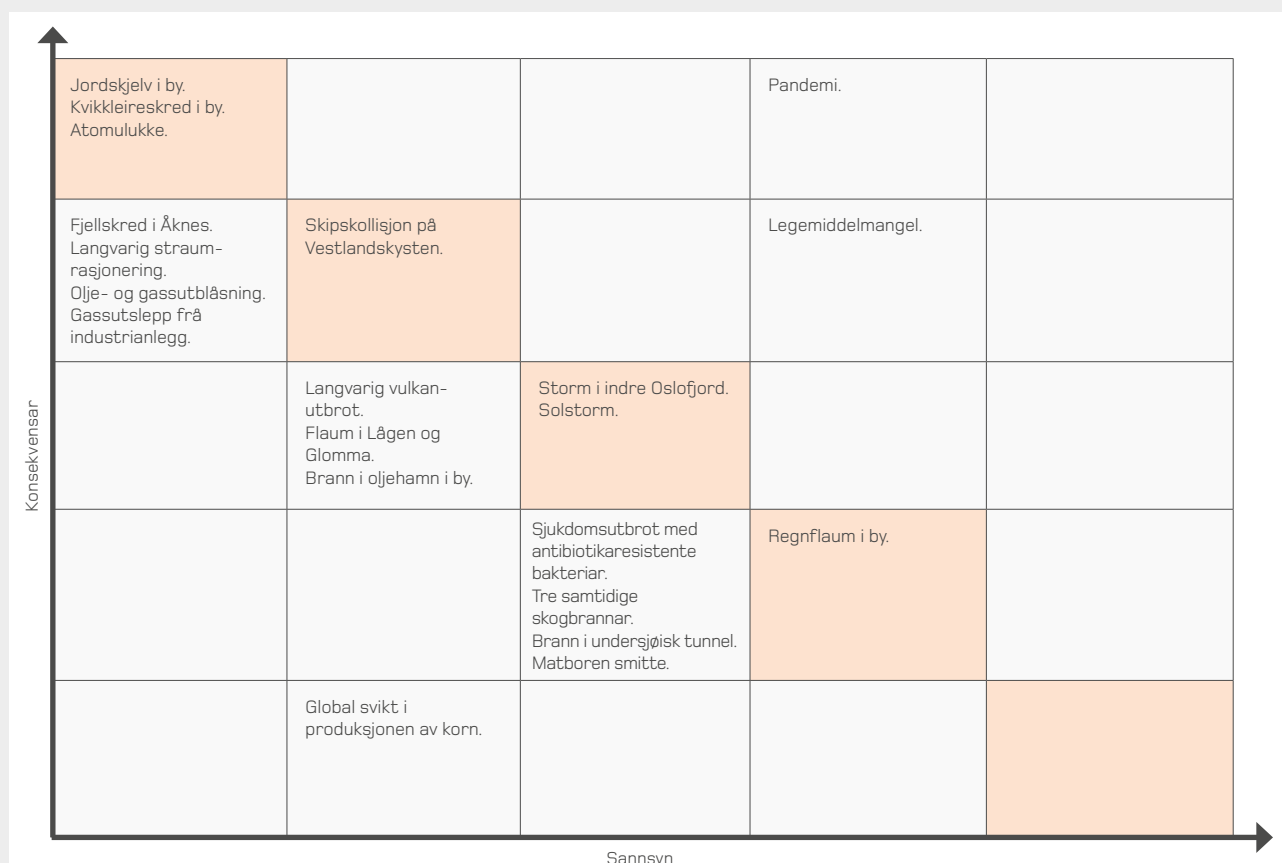 Jordskjelv i by.
Kvikkleireskred i by.
Atomulukke.
Pandemi.
Fjellskred i Åknes.
Langvarig straum-
rasjonering.
Olje- og gassutblåsning.
Gassutslepp frå
industrianlegg.
Skipskollisjon på
Vestlandskysten.
Legemiddelmangel.
Langvarig vulkan-
utbrot.
Flaum i Lågen og
Glomma.
Brann i oljehamn i by.
Storm i indre Oslofjord.
Solstorm.
Sjukdomsutbrot med
antibiotikaresistente
bakteriar.
Tre samtidige
skogbrannar.
Brann i undersjøisk tunnel.
Matboren smitte.
Regnflaum i by.
Global svikt i
produksjonen av korn.
Konsekvensar
Sannsyn